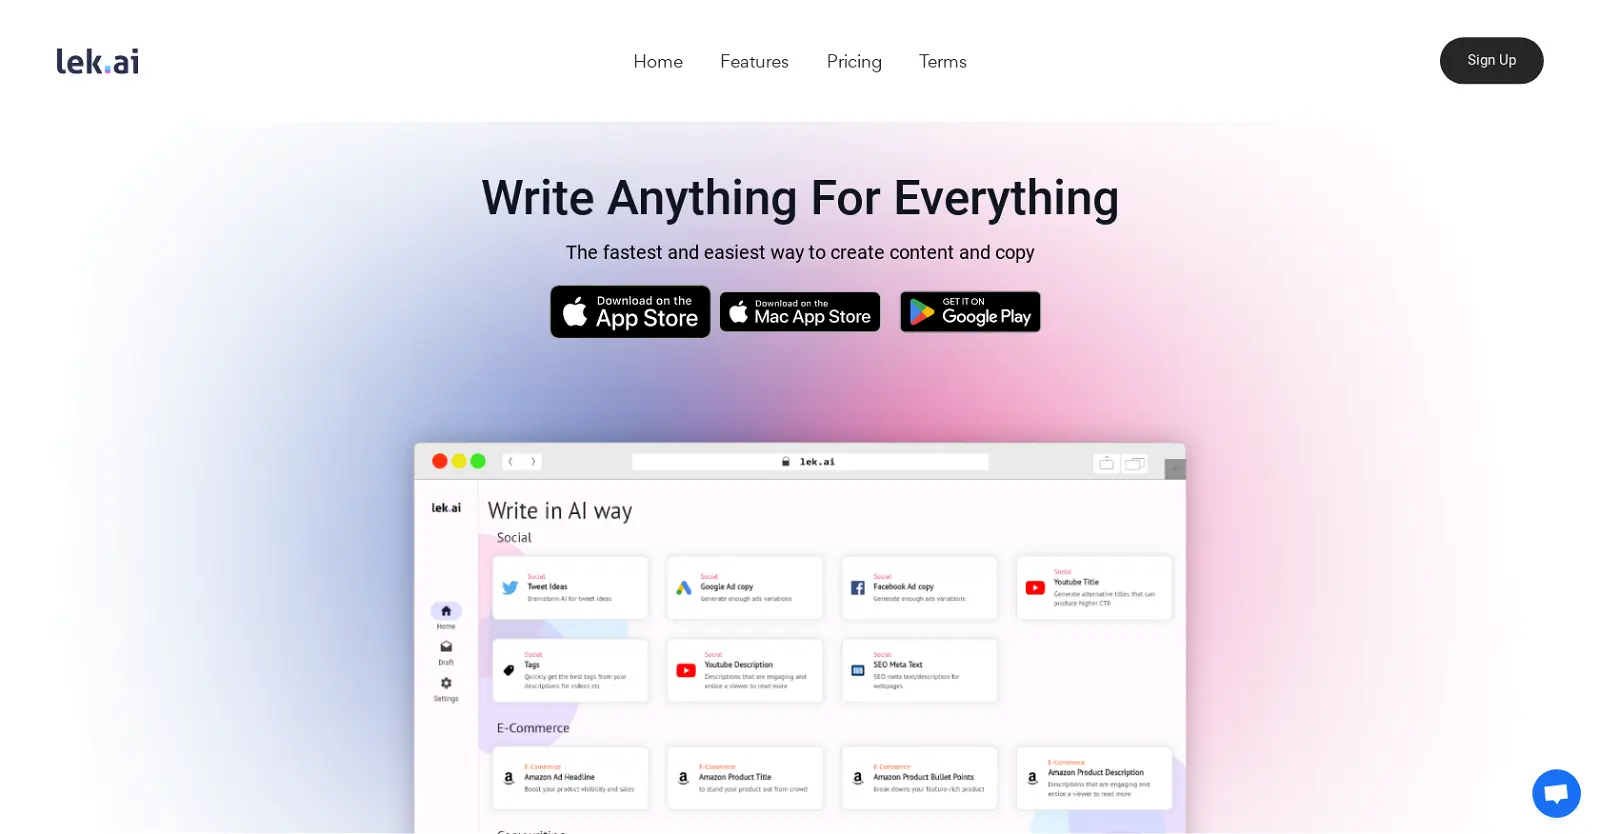 lek.ai
Home
Features
Pricing
Terms
Sign Up
Write Anything For Everything
The fastest and easiest way to create content and copy
Download on the
App Store
Download on the
Mac App Store
GET IT ON
Google Play
lek.ai
lek.ai
Home
Draft
Settings
Write in AI way
Social
Social
Tweet Ideas
Brainstorm AI for tweet ideas
Social
Google Ad copy
Generate enough ads variations
Social
Facebook Ad copy
Generate enough ads variations
Social
Youtube Title
Generate alternative titles that can
produce higher CTR
Social
Tags
Quickly get the best tags from your
descriptions for videos etc
Social
Youtube Description
Descriptions that are engaging and
entice a viewer to read more
SEO
Social
SEO Meta Text
SEO meta text/description for
webpages
E-Commerce
E-Commerce
Amazon Ad Headline
Boost your product visibility and sales
E-Commerce
Amazon Product Title
to stand your product out from crowd
E-Commerce
Amazon Product Bullet Points
break downs your feature-rich product
E-Commerce
Amazon Product Description
Descriptions that are engaging and
entice a viewer to read more